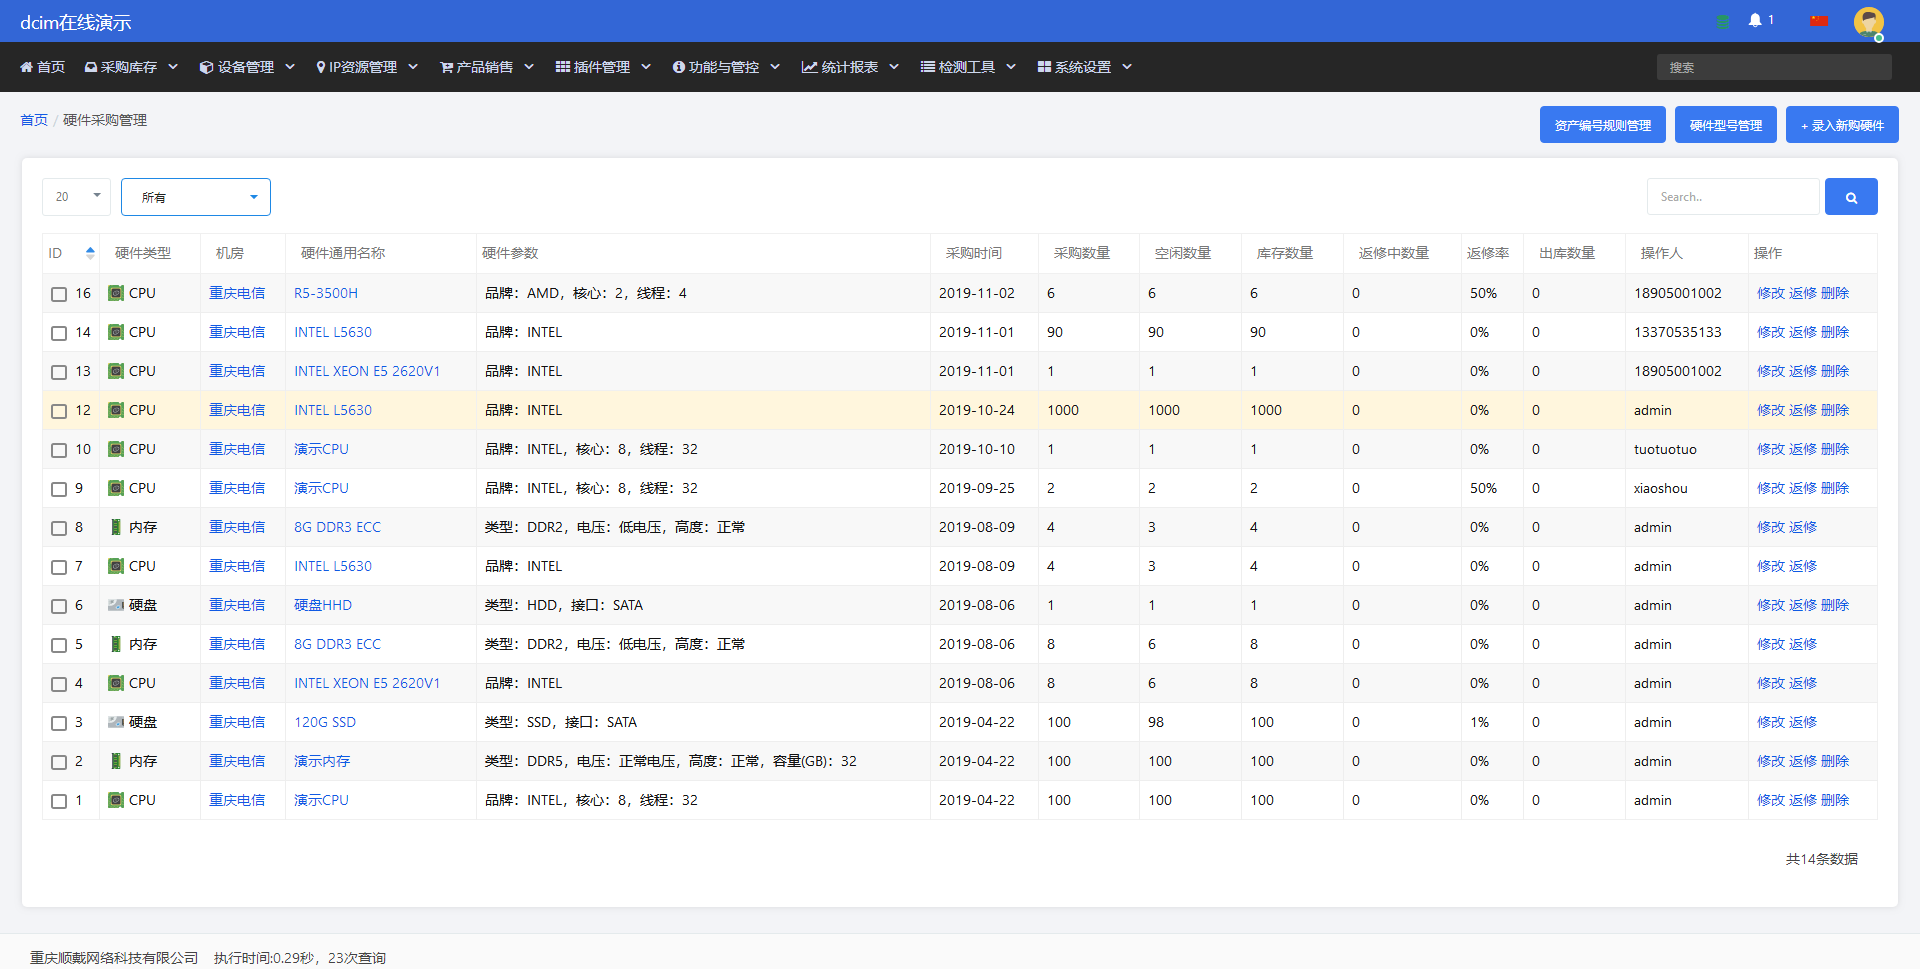 dcim在线演示 1
首页 采购库存 设备管理 IP资源管理 产品销售 插件管理 功能与管控 统计报表 检测工具 系统设置 搜索
首页 / 硬件采购管理 资产编号规则管理 硬件型号管理 + 录入新购硬件
20 所有 Search..
ID 硬件类型 机房 硬件通用名称 硬件参数 采购时间 采购数量 空闲数量 库存数量 返修中数量 返修率 出库数量 操作人 操作
16 CPU 重庆电信 R5-3500H 品牌：AMD，核心：2，线程：4 2019-11-02 6 6 6 0 50% 0 18905001002 修改 返修 删除
14 CPU 重庆电信 INTEL L5630 品牌：INTEL 2019-11-01 90 90 90 0 0% 0 13370535133 修改 返修 删除
13 CPU 重庆电信 INTEL XEON E5 2620V1 品牌：INTEL 2019-11-01 1 1 1 0 0% 0 18905001002 修改 返修 删除
12 CPU 重庆电信 INTEL L5630 品牌：INTEL 2019-10-24 1000 1000 1000 0 0% 0 admin 修改 返修 删除
10 CPU 重庆电信 演示CPU 品牌：INTEL，核心：8，线程：32 2019-10-10 1 1 1 0 0% 0 tuotuotuo 修改 返修 删除
9 CPU 重庆电信 演示CPU 品牌：INTEL，核心：8，线程：32 2019-09-25 2 2 2 0 50% 0 xiaoshou 修改 返修 删除
8 内存 重庆电信 8G DDR3 ECC 类型：DDR2，电压：低电压，高度：正常 2019-08-09 4 3 4 0 0% 0 admin 修改 返修
7 CPU 重庆电信 INTEL L5630 品牌：INTEL 2019-08-09 4 3 4 0 0% 0 admin 修改 返修
6 硬盘 重庆电信 硬盘HHD 类型：HDD，接口：SATA 2019-08-06 1 1 1 0 0% 0 admin 修改 返修 删除
5 内存 重庆电信 8G DDR3 ECC 类型：DDR2，电压：低电压，高度：正常 2019-08-06 8 6 8 0 0% 0 admin 修改 返修
4 CPU 重庆电信 INTEL XEON E5 2620V1 品牌：INTEL 2019-08-06 8 6 8 0 0% 0 admin 修改 返修
3 硬盘 重庆电信 120G SSD 类型：SSD，接口：SATA 2019-04-22 100 98 100 0 1% 0 admin 修改 返修
2 内存 重庆电信 演示内存 类型：DDR5，电压：正常电压，高度：正常，容量(GB)：32 2019-04-22 100 100 100 0 0% 0 admin 修改 返修 删除
1 CPU 重庆电信 演示CPU 品牌：INTEL，核心：8，线程：32 2019-04-22 100 100 100 0 0% 0 admin 修改 返修 删除
共14条数据
重庆顺戴网络科技有限公司 执行时间:0.29秒，23次查询